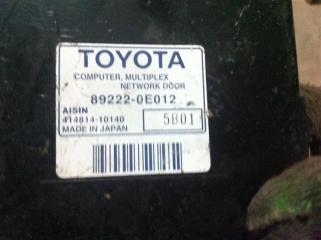 TOYOTA
COMPUTER, MULTIPLEX
NETWORK DOOR
89222-0E012
AISIN
414814-10140
MADE IN JAPAN
5B01